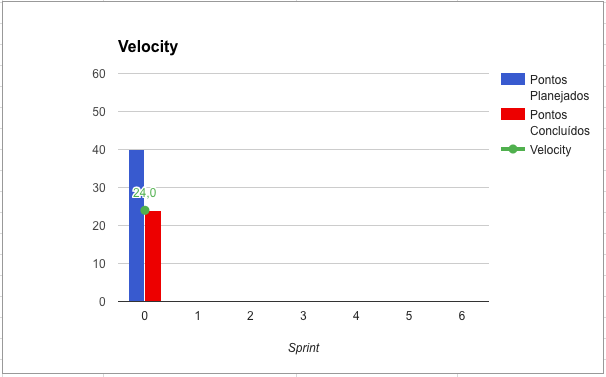 Velocity
60
50
40
30
20
10
0
24,0
0 1 2 3 4 5 6
Sprint
Pontos
Planejados
Pontos
Concluídos
Velocity